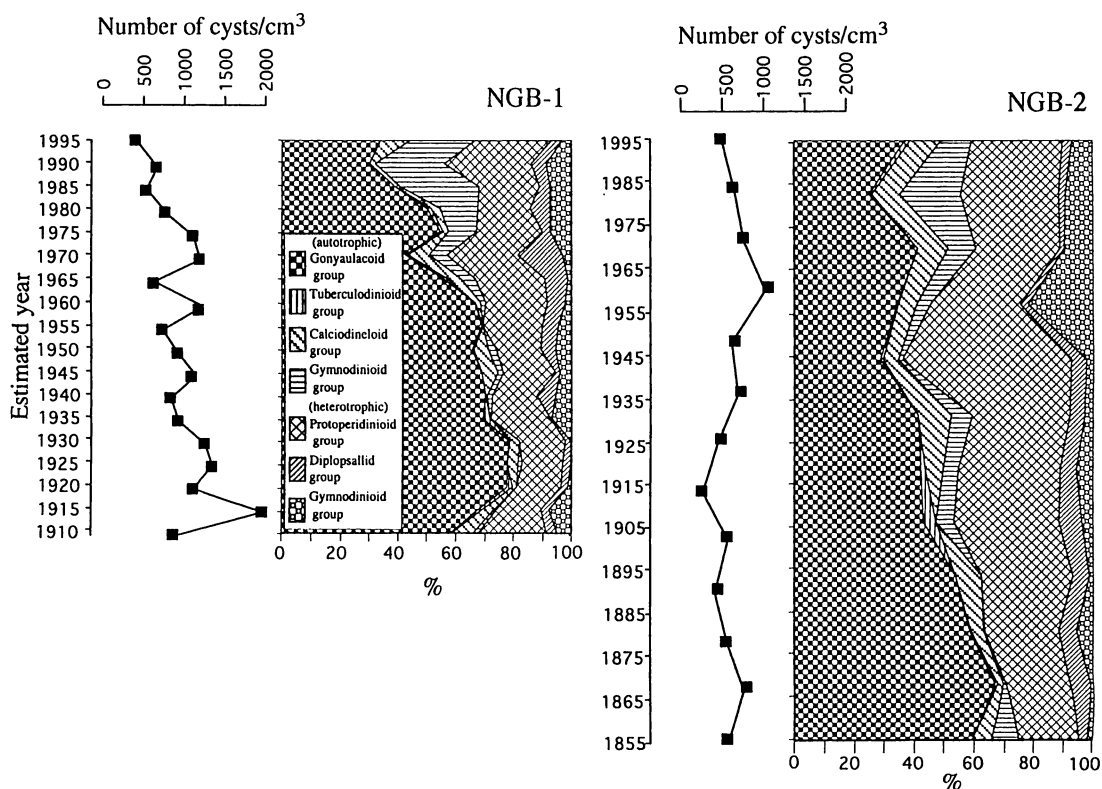 Number of cysts/cm³
0 500 1000 1500 2000
NGB-1
Estimated year
1995
1990
1985
1980
1975
1970
1965
1960
1955
1950
1945
1940
1935
1930
1925
1920
1915
1910
(autotrophic)
Gonyaulacoid
group
Tuberculodinioid
group
Calciodineloid
group
Gymnodinioid
group
(heterotrophic)
Protoperidinioid
group
Diplopsallid
group
Gymnodinioid
group
0 20 40 60 80 100
%
Number of cysts/cm³
0 500 1000 2000
NGB-2
1995
1985
1975
1965
1955
1945
1935
1925
1915
1905
1895
1885
1875
1865
1855
0 20 40 60 80 100
%